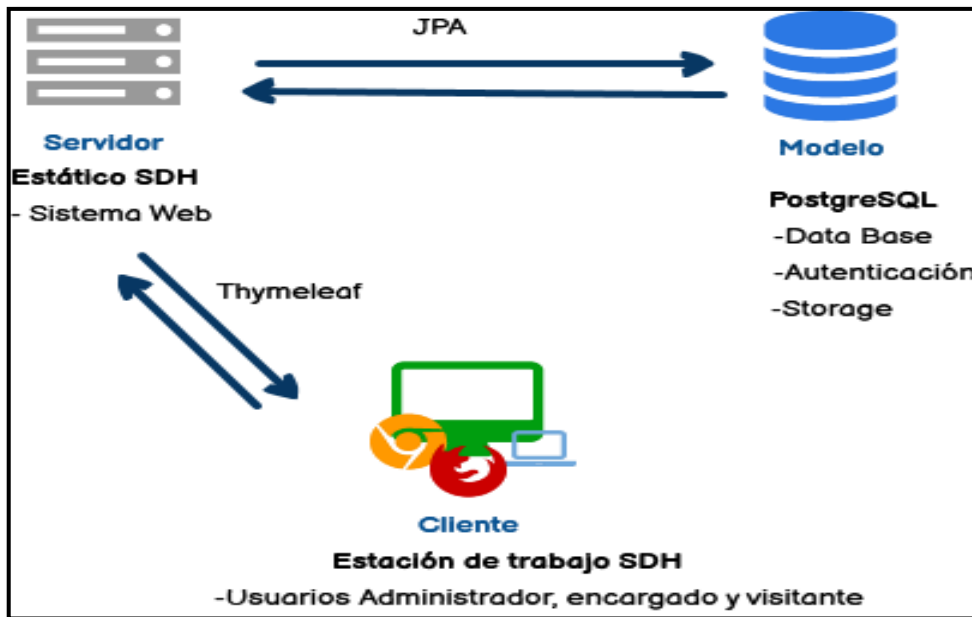 JPA
Servidor
Estático SDH
- Sistema Web
Modelo
PostgreSQL
-Data Base
-Autenticación
-Storage
Thymeleaf
Cliente
Estación de trabajo SDH
-Usuarios Administrador, encargado y visitante